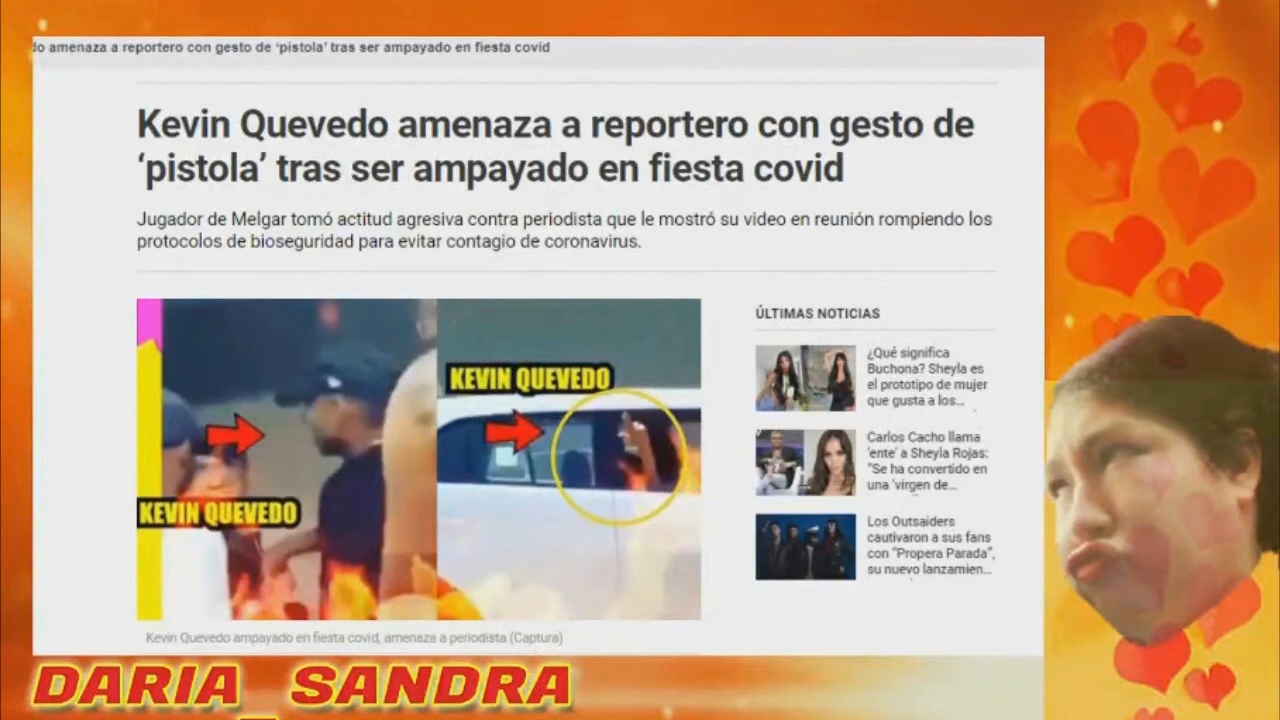 do amenaza a reportero con gesto de 'pistola' tras ser ampayado en fiesta covid
Kevin Quevedo amenaza a reportero con gesto de
'pistola' tras ser ampayado en fiesta covid
Jugador de Melgar tomó actitud agresiva contra periodista que le mostró su video en reunión rompiendo los
protocolos de bioseguridad para evitar contagio de coronavirus.
KEVIN QUEVEDO
KEVIN QUEVEDO
Kevin Quevedo ampayado en fiesta covid, amenaza a periodista (Captura)
ÚLTIMAS NOTICIAS
¿Qué significa
Buchona? Sheyla es
el prototipo de mujer
que gusta a los...
Carlos Cacho llama
'ente' a Sheyla Rojas:
"Se ha convertido en
una 'virgen de...
Los Outsaiders
cautivaron a sus fans
con "Propera Parada",
su nuevo lanzamien...
DARIA SANDRA